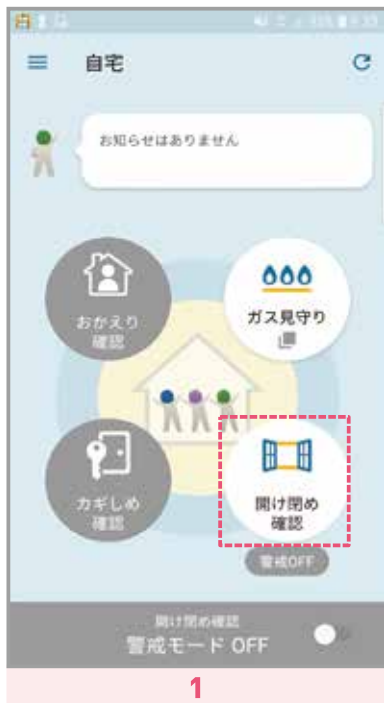 自宅
お知らせはありません
おかえり
確認
ガス見守り
カギしめ
確認
開け閉め
確認
警戒OFF
開け閉め確認
警戒モード OFF
1